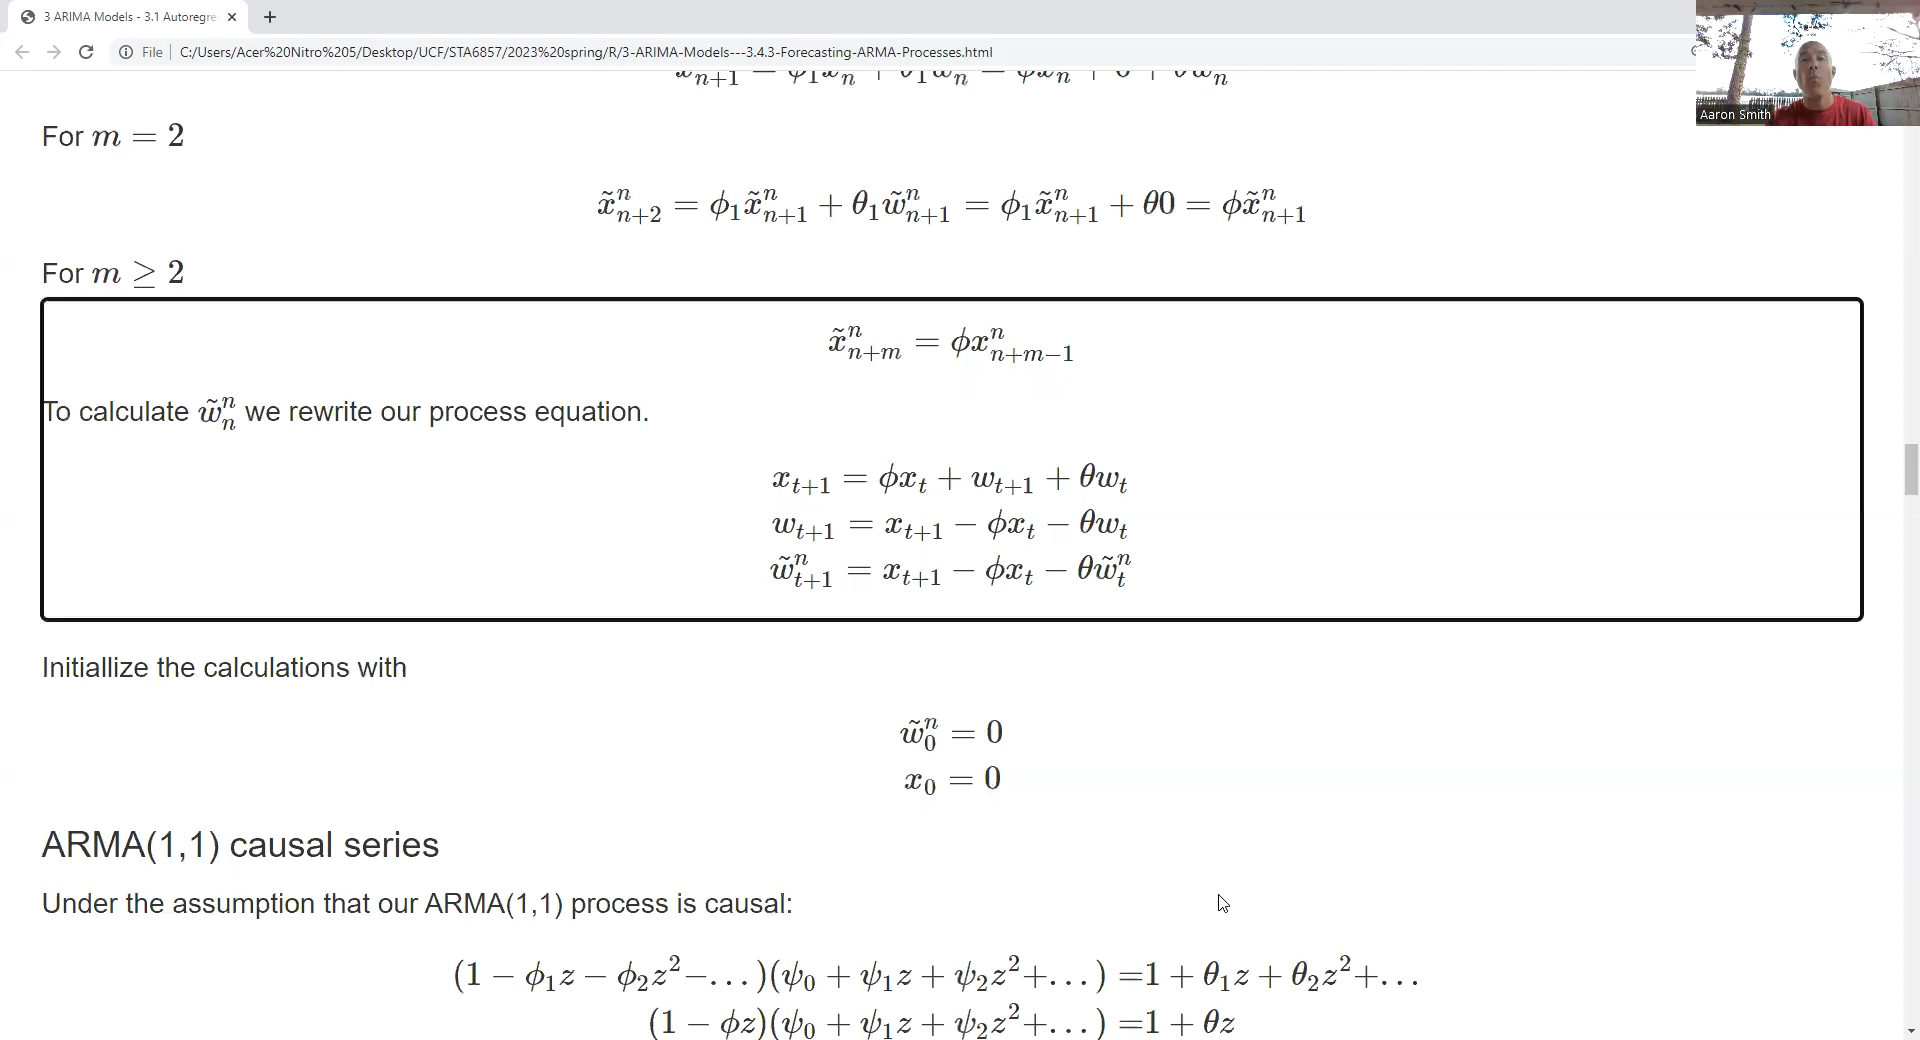 3 ARIMA Models - 3.1 Autoregre
File C:/Users/Acer%20Nitro%205/Desktop/UCF/STA6857/2023%20spring/R/3-ARIMA-Models---3.4.3-Forecasting-ARMA-Processes.html
Aaron Smith
For m = 2
x̃ⁿₙ₊₂ = ϕ₁x̃ⁿₙ₊₁ + θ₁w̃ⁿₙ₊₁ = ϕ₁x̃ⁿₙ₊₁ + θ0 = ϕx̃ⁿₙ₊₁
For m ≥ 2
x̃ⁿₙ₊ₘ = ϕxⁿₙ₊ₘ₋₁
To calculate w̃ⁿₙ we rewrite our process equation.
xₜ₊₁ = ϕxₜ + wₜ₊₁ + θwₜ
wₜ₊₁ = xₜ₊₁ − ϕxₜ − θwₜ
w̃ⁿₜ₊₁ = xₜ₊₁ − ϕxₜ − θw̃ⁿₜ
Initiallize the calculations with
w̃ⁿ₀ = 0
x₀ = 0
ARMA(1,1) causal series
Under the assumption that our ARMA(1,1) process is causal:
(1 − ϕ₁z − ϕ₂z² − …)(ψ₀ + ψ₁z + ψ₂z² + …) = 1 + θ₁z + θ₂z² + …
(1 − ϕz)(ψ₀ + ψ₁z + ψ₂z² + …) = 1 + θz